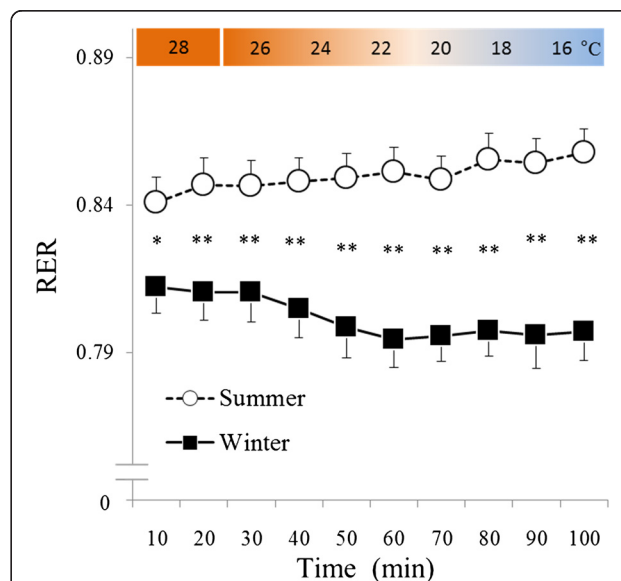 28 26 24 22 20 18 16 °C
0.89
0.84
* ** ** ** ** ** ** ** ** **
RER
0.79
Summer
Winter
0
10 20 30 40 50 60 70 80 90 100
Time (min)